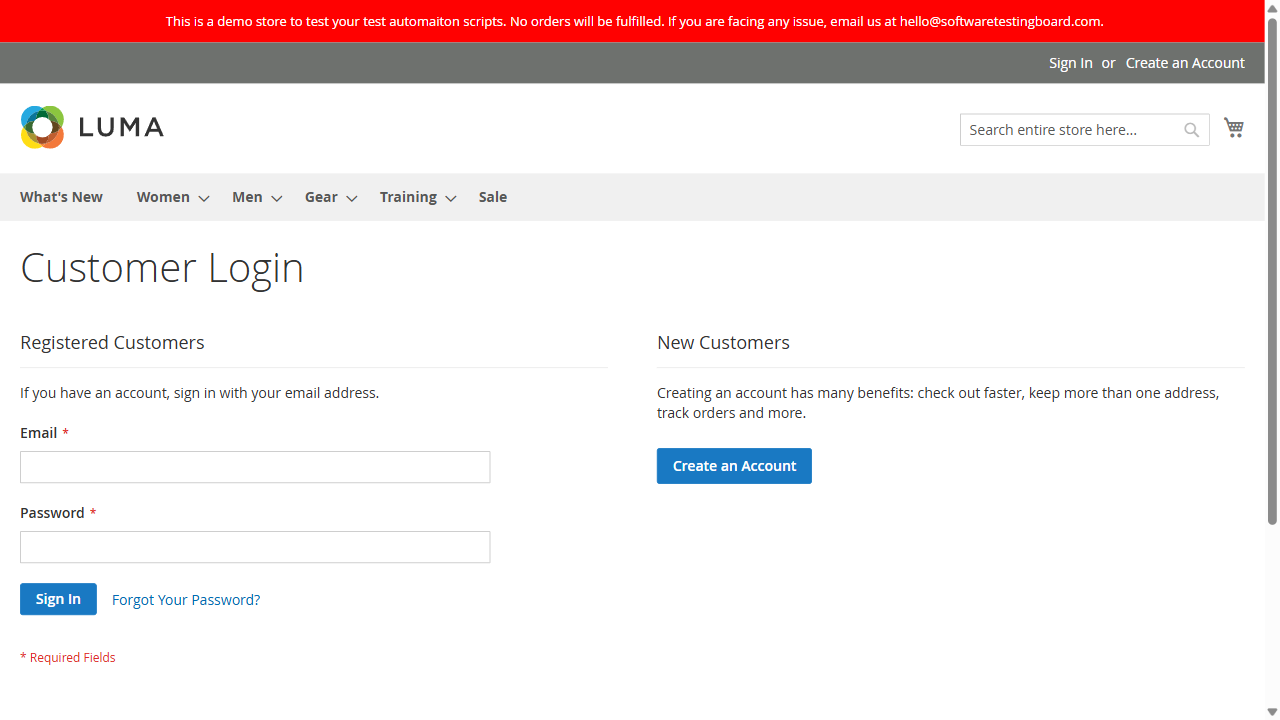 This is a demo store to test your test automaiton scripts. No orders will be fulfilled. If you are facing any issue, email us at hello@softwaretestingboard.com.
Sign In or Create an Account
LUMA
Search entire store here...
What's New Women Men Gear Training Sale
Customer Login
Registered Customers
If you have an account, sign in with your email address.
Email *
Password *
Sign In Forgot Your Password?
* Required Fields
New Customers
Creating an account has many benefits: check out faster, keep more than one address,
track orders and more.
Create an Account